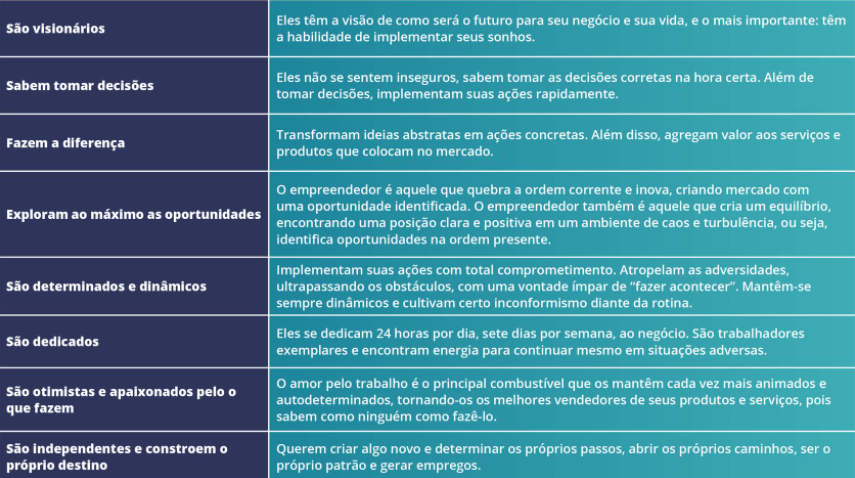 São visionários
Eles têm a visão de como será o futuro para seu negócio e sua vida, e o mais importante: têm
a habilidade de implementar seus sonhos.
Sabem tomar decisões
Eles não se sentem inseguros, sabem tomar as decisões corretas na hora certa. Além de
tomar decisões, implementam suas ações rapidamente.
Fazem a diferença
Transformam ideias abstratas em ações concretas. Além disso, agregam valor aos serviços e
produtos que colocam no mercado.
Exploram ao máximo as oportunidades
O empreendedor é aquele que quebra a ordem corrente e inova, criando mercado com
uma oportunidade identificada. O empreendedor também é aquele que cria um equilíbrio,
encontrando uma posição clara e positiva em um ambiente de caos e turbulência, ou seja,
identifica oportunidades na ordem presente.
São determinados e dinâmicos
Implementam suas ações com total comprometimento. Atropelam as adversidades,
ultrapassando os obstáculos, com uma vontade ímpar de “fazer acontecer”. Mantêm-se
sempre dinâmicos e cultivam certo inconformismo diante da rotina.
São dedicados
Eles se dedicam 24 horas por dia, sete dias por semana, ao negócio. São trabalhadores
exemplares e encontram energia para continuar mesmo em situações adversas.
São otimistas e apaixonados pelo o
que fazem
O amor pelo trabalho é o principal combustível que os mantêm cada vez mais animados e
autodeterminados, tornando-os os melhores vendedores de seus produtos e serviços, pois
sabem como ninguém como fazê-lo.
São independentes e constroem o
próprio destino
Querem criar algo novo e determinar os próprios passos, abrir os próprios caminhos, ser o
próprio patrão e gerar empregos.